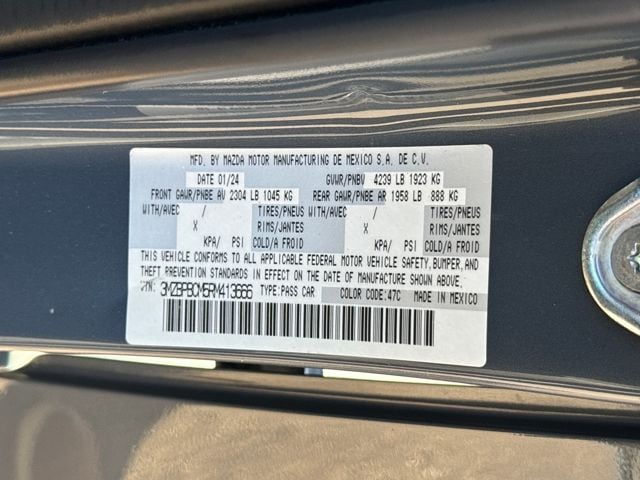 MFD. BY MAZDA MOTOR MANUFACTURING DE MEXICO S.A. DE C.V.
DATE 01/24 GVWR/PNBV 4239 LB 1923 KG
FRONT GAWR/PNBE AV 2304 LB 1045 KG REAR GAWR/PNBE AR 1958 LB 888 KG
WITH/AVEC / TIRES/PNEUS WITH/AVEC / TIRES/PNEUS
X RIMS/JANTES X RIMS/JANTES
KPA/ PSI COLD/A FROID KPA/ PSI COLD/A FROID
THIS VEHICLE CONFORMS TO ALL APPLICABLE FEDERAL MOTOR VEHICLE SAFETY, BUMPER, AND
THEFT PREVENTION STANDARDS IN EFFECT ON THE DATE OF MANUFACTURE SHOWN ABOVE.
VIN: 3MZBPBCM5RM413666 TYPE:PASS CAR COLOR CODE:47C MADE IN MEXICO